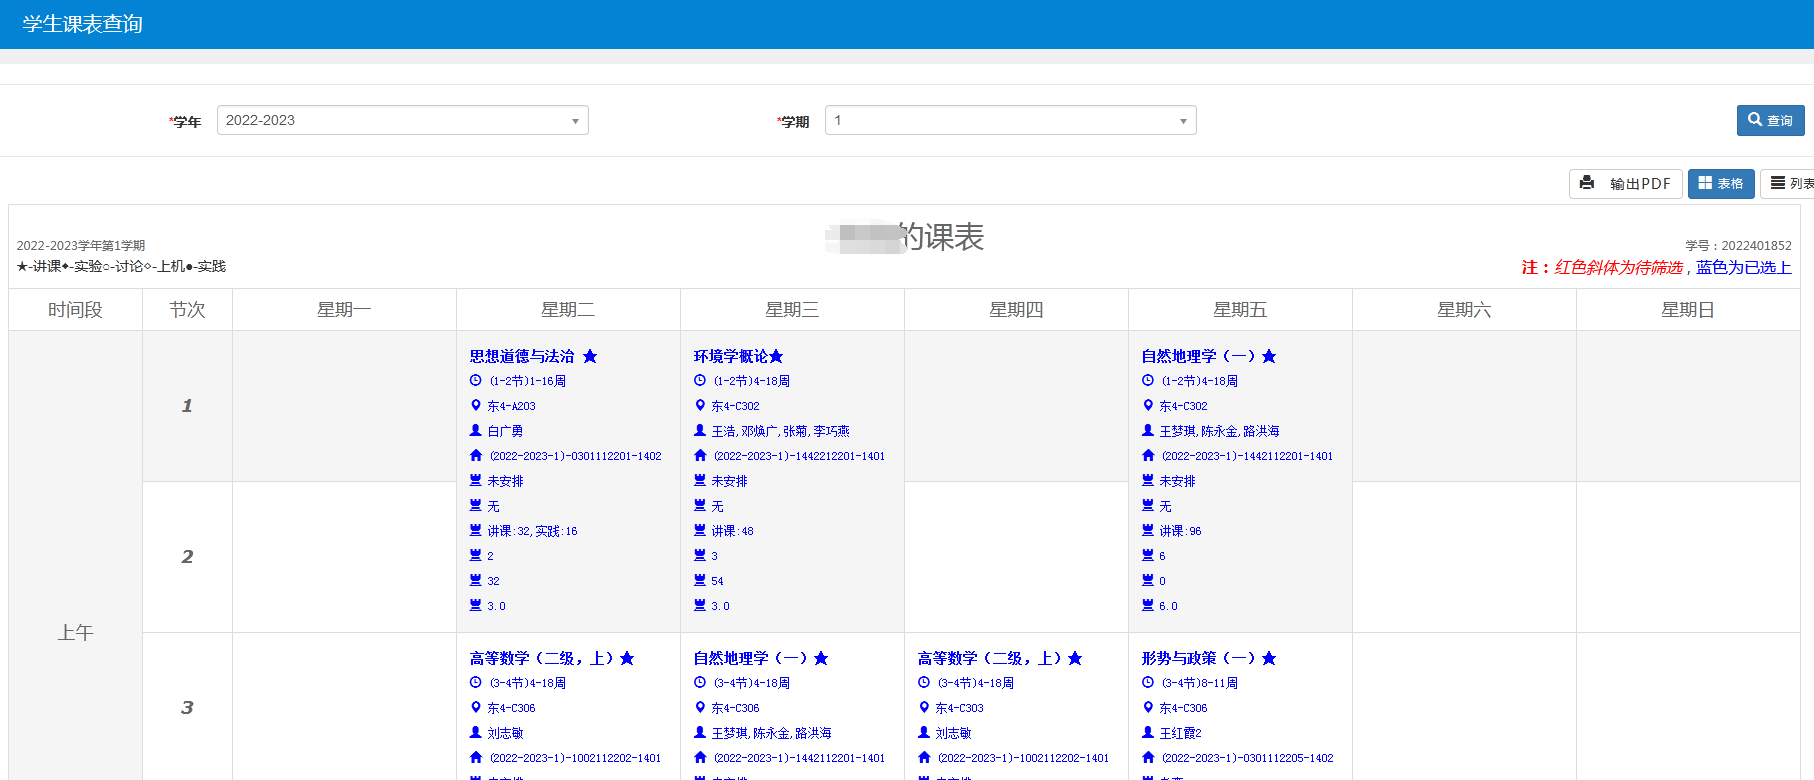 学生课表查询
*学年 2022-2023 *学期 1 查询
输出PDF 表格 列表
的课表
2022-2023学年第1学期 学号：2022401852
★-讲课◆-实验○-讨论◇-上机●-实践 注：红色斜体为待筛选，蓝色为已选上
时间段 节次 星期一 星期二 星期三 星期四 星期五 星期六 星期日
上午
1
2
思想道德与法治 ★
(1-2节)1-16周
东4-A203
白广勇
(2022-2023-1)-0301112201-1402
未安排
无
讲课:32,实践:16
2
32
3.0
环境学概论★
(1-2节)4-18周
东4-C302
王浩,邓焕广,张菊,李巧燕
(2022-2023-1)-1442212201-1401
未安排
无
讲课:48
3
54
3.0
自然地理学（一）★
(1-2节)4-18周
东4-C302
王梦琪,陈永金,路洪海
(2022-2023-1)-1442112201-1401
未安排
无
讲课:96
6
0
6.0
3
高等数学（二级，上）★
(3-4节)4-18周
东4-C306
刘志敏
(2022-2023-1)-1002112202-1401
自然地理学（一）★
(3-4节)4-18周
东4-C306
王梦琪,陈永金,路洪海
(2022-2023-1)-1442112201-1401
高等数学（二级，上）★
(3-4节)4-18周
东4-C303
刘志敏
(2022-2023-1)-1002112202-1401
形势与政策（一）★
(3-4节)8-11周
东4-C306
王红霞2
(2022-2023-1)-0301112205-1402